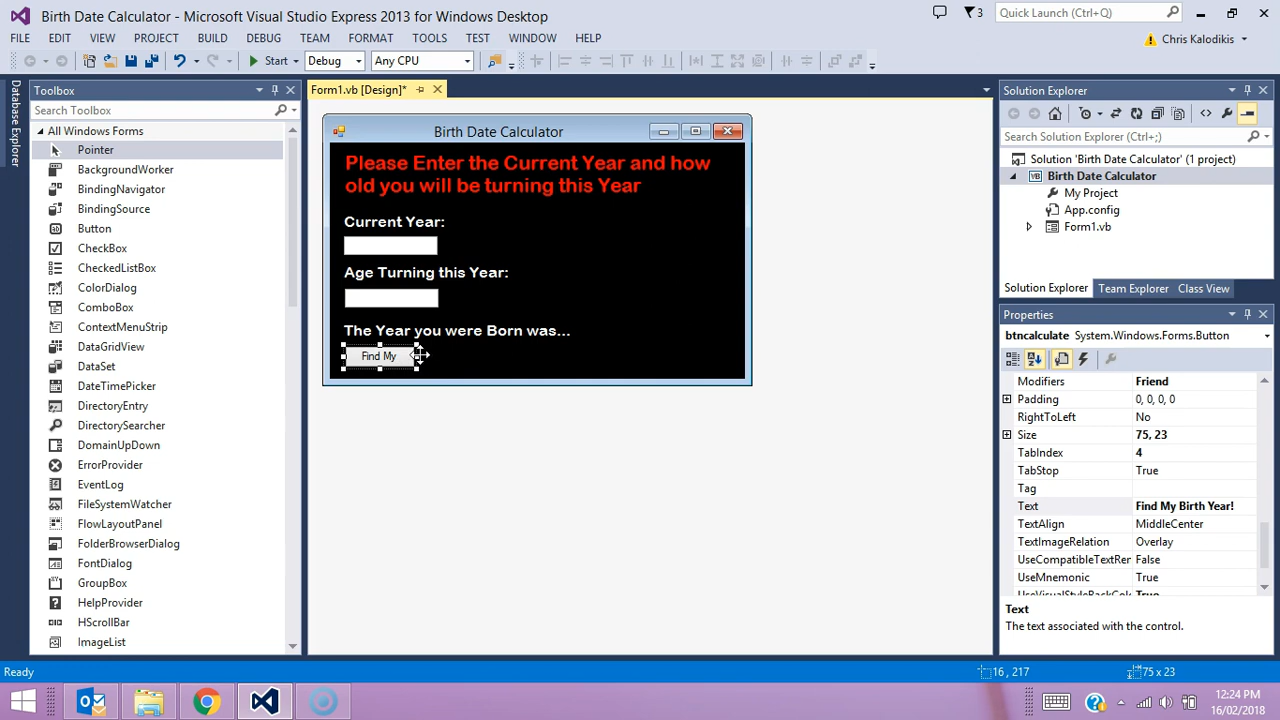 Birth Date Calculator - Microsoft Visual Studio Express 2013 for Windows Desktop
3
Quick Launch (Ctrl+Q)
FILE EDIT VIEW PROJECT BUILD DEBUG TEAM FORMAT TOOLS TEST WINDOW HELP
Chris Kalodikis
Start Debug Any CPU
Database Explorer
Toolbox
Search Toolbox
All Windows Forms
Pointer
BackgroundWorker
BindingNavigator
BindingSource
Button
CheckBox
CheckedListBox
ColorDialog
ComboBox
ContextMenuStrip
DataGridView
DataSet
DateTimePicker
DirectoryEntry
DirectorySearcher
DomainUpDown
ErrorProvider
EventLog
FileSystemWatcher
FlowLayoutPanel
FolderBrowserDialog
FontDialog
GroupBox
HelpProvider
HScrollBar
ImageList
Form1.vb [Design]*
Birth Date Calculator
Please Enter the Current Year and how
old you will be turning this Year
Current Year:
Age Turning this Year:
The Year you were Born was...
Find My
Solution Explorer
Search Solution Explorer (Ctrl+;)
Solution 'Birth Date Calculator' (1 project)
VB Birth Date Calculator
My Project
App.config
Form1.vb
Solution Explorer Team Explorer Class View
Properties
btncalculate System.Windows.Forms.Button
Modifiers Friend
Padding 0, 0, 0, 0
RightToLeft No
Size 75, 23
TabIndex 4
TabStop True
Tag
Text Find My Birth Year!
TextAlign MiddleCenter
TextImageRelation Overlay
UseCompatibleTextRen False
UseMnemonic True
Text
The text associated with the control.
Ready
16 , 217
75 x 23
12:24 PM
16/02/2018